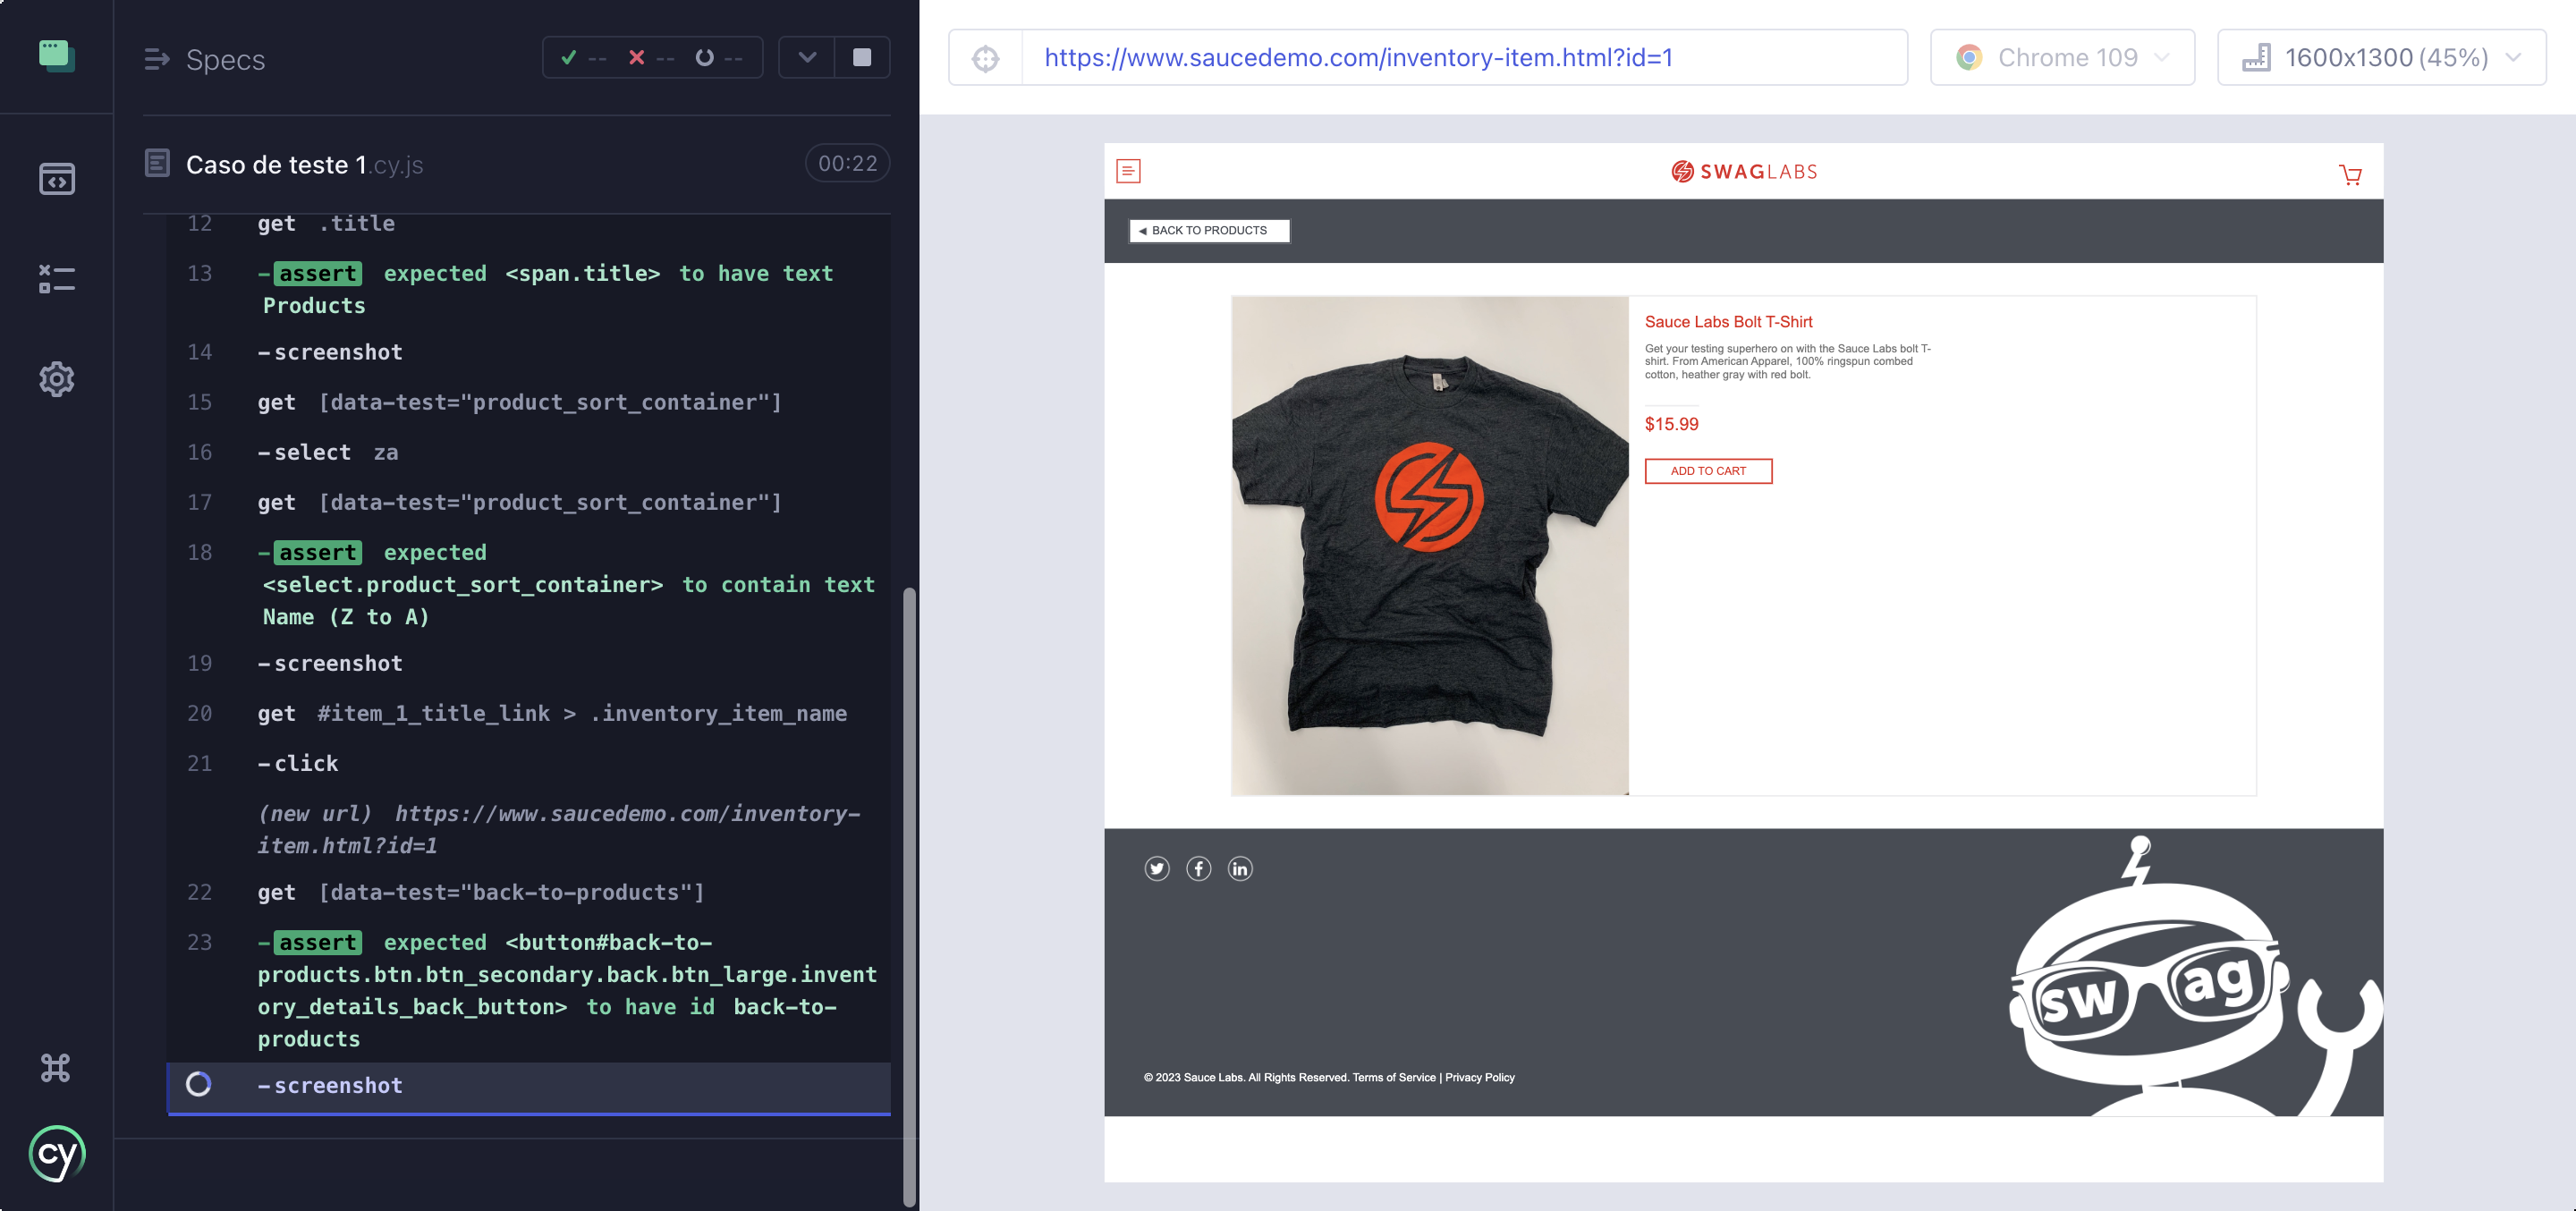 Specs
-- -- --
Caso de teste 1.cy.js
00:22
12 get .title
13 -assert expected <span.title> to have text
Products
14 -screenshot
15 get [data-test="product_sort_container"]
16 -select za
17 get [data-test="product_sort_container"]
18 -assert expected
<select.product_sort_container> to contain text
Name (Z to A)
19 -screenshot
20 get #item_1_title_link > .inventory_item_name
21 -click
(new url) https://www.saucedemo.com/inventory-
item.html?id=1
22 get [data-test="back-to-products"]
23 -assert expected <button#back-to-
products.btn.btn_secondary.back.btn_large.invent
ory_details_back_button> to have id back-to-
products
-screenshot
cy
https://www.saucedemo.com/inventory-item.html?id=1
Chrome 109
1600x1300 (45%)
SWAGLABS
BACK TO PRODUCTS
Sauce Labs Bolt T-Shirt
Get your testing superhero on with the Sauce Labs bolt T-
shirt. From American Apparel, 100% ringspun combed
cotton, heather gray with red bolt.
$15.99
ADD TO CART
sw ag
© 2023 Sauce Labs. All Rights Reserved. Terms of Service | Privacy Policy